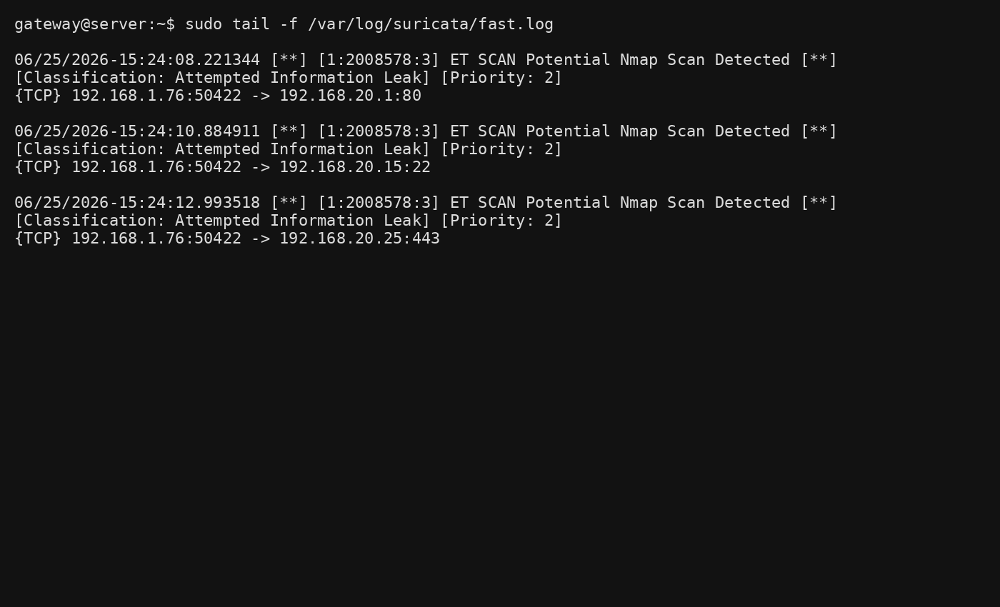 gateway@server:~$ sudo tail -f /var/log/suricata/fast.log
06/25/2026-15:24:08.221344 [**] [1:2008578:3] ET SCAN Potential Nmap Scan Detected [**]
[Classification: Attempted Information Leak] [Priority: 2]
{TCP} 192.168.1.76:50422 -> 192.168.20.1:80
06/25/2026-15:24:10.884911 [**] [1:2008578:3] ET SCAN Potential Nmap Scan Detected [**]
[Classification: Attempted Information Leak] [Priority: 2]
{TCP} 192.168.1.76:50422 -> 192.168.20.15:22
06/25/2026-15:24:12.993518 [**] [1:2008578:3] ET SCAN Potential Nmap Scan Detected [**]
[Classification: Attempted Information Leak] [Priority: 2]
{TCP} 192.168.1.76:50422 -> 192.168.20.25:443